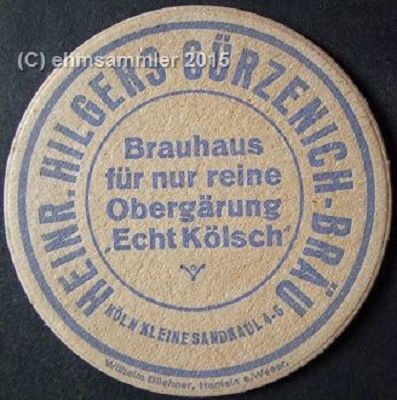 (C) ehmsammler 2015
HEINR. HILGERS GÜRZENICH-BRÄU
Brauhaus
für nur reine
Obergärung
„Echt Kölsch"
KÖLN KLEINE SANDKAUL 4-6
Wilhelm Büchner, Hameln a. Weser.